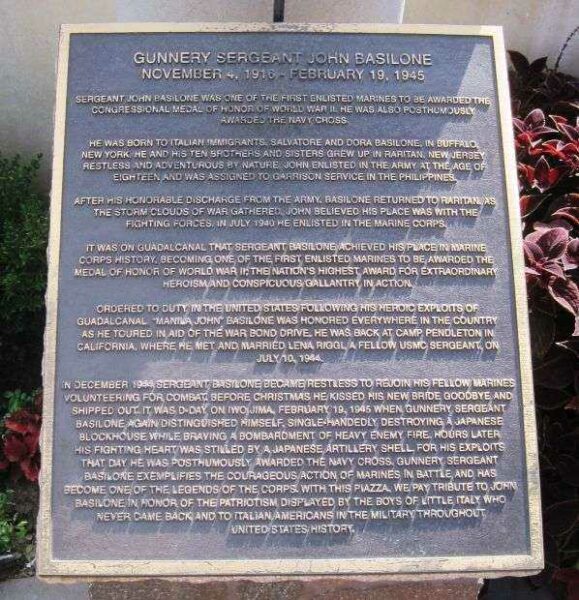 GUNNERY SERGEANT JOHN BASILONE
NOVEMBER 4, 1916 - FEBRUARY 19, 1945
SERGEANT JOHN BASILONE WAS ONE OF THE FIRST ENLISTED MARINES TO BE AWARDED THE
CONGRESSIONAL MEDAL OF HONOR OF WORLD WAR II. HE WAS ALSO POSTHUMOUSLY
AWARDED THE NAVY CROSS.
HE WAS BORN TO ITALIAN IMMIGRANTS, SALVATORE AND DORA BASILONE, IN BUFFALO,
NEW YORK. HE AND HIS TEN BROTHERS AND SISTERS GREW UP IN RARITAN, NEW JERSEY
RESTLESS AND ADVENTUROUS BY NATURE, JOHN ENLISTED IN THE ARMY AT THE AGE OF
EIGHTEEN, AND WAS ASSIGNED TO GARRISON SERVICE IN THE PHILIPPINES.
AFTER HIS HONORABLE DISCHARGE FROM THE ARMY, BASILONE RETURNED TO RARITAN. AS
THE STORM CLOUDS OF WAR GATHERED, JOHN BELIEVED HIS PLACE WAS WITH THE
FIGHTING FORCES. IN JULY 1940 HE ENLISTED IN THE MARINE CORPS.
IT WAS ON GUADALCANAL THAT SERGEANT BASILONE ACHIEVED HIS PLACE IN MARINE
CORPS HISTORY, BECOMING ONE OF THE FIRST ENLISTED MARINES TO BE AWARDED THE
MEDAL OF HONOR OF WORLD WAR II; THE NATION'S HIGHEST AWARD FOR EXTRAORDINARY
HEROISM AND CONSPICUOUS GALLANTRY IN ACTION.
ORDERED TO DUTY IN THE UNITED STATES FOLLOWING HIS HEROIC EXPLOITS OF
GUADALCANAL, "MANILA JOHN" BASILONE WAS HONORED EVERYWHERE IN THE COUNTRY
AS HE TOURED IN AID OF THE WAR BOND DRIVE. HE WAS BACK AT CAMP PENDLETON IN
CALIFORNIA, WHERE HE MET AND MARRIED LENA RIGGI, A FELLOW USMC SERGEANT, ON
JULY 10, 1944.
IN DECEMBER 1944 SERGEANT BASILONE BECAME RESTLESS TO REJOIN HIS FELLOW MARINES
VOLUNTEERING FOR COMBAT. BEFORE CHRISTMAS HE KISSED HIS NEW BRIDE GOODBYE AND
SHIPPED OUT. IT WAS D-DAY ON IWO JIMA, FEBRUARY 19, 1945 WHEN GUNNERY SERGEANT
BASILONE AGAIN DISTINGUISHED HIMSELF, SINGLE-HANDEDLY DESTROYING A JAPANESE
BLOCKHOUSE WHILE BRAVING A BOMBARDMENT OF HEAVY ENEMY FIRE. HOURS LATER
HIS FIGHTING HEART WAS STILLED BY A JAPANESE ARTILLERY SHELL. FOR HIS EXPLOITS
THAT DAY HE WAS POSTHUMOUSLY AWARDED THE NAVY CROSS. GUNNERY SERGEANT
BASILONE EXEMPLIFIES THE COURAGEOUS ACTION OF MARINES IN BATTLE AND HAS
BECOME ONE OF THE LEGENDS OF THE CORPS. WITH THIS PIAZZA, WE PAY TRIBUTE TO JOHN
BASILONE IN HONOR OF THE PATRIOTISM DISPLAYED BY THE BOYS OF LITTLE ITALY WHO
NEVER CAME BACK AND TO ITALIAN AMERICANS IN THE MILITARY THROUGHOUT
UNITED STATES HISTORY.